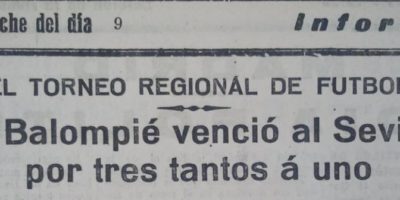 che del día 9 Infor
EL TORNEO REGIONAL DE FUTBO
Balompié venció al Sevi
por tres tantos á uno